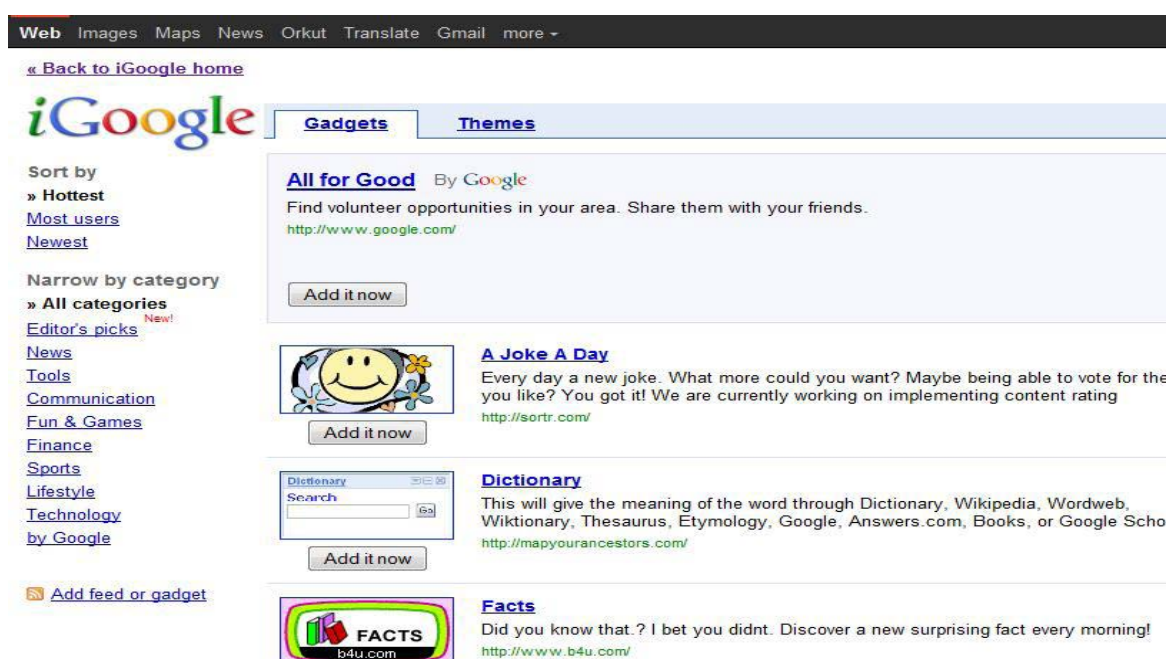 Web Images Maps News Orkut Translate Gmail more
« Back to iGoogle home
iGoogle
Gadgets Themes
Sort by
» Hottest
Most users
Newest
Narrow by category
» All categories
New!
Editor's picks
News
Tools
Communication
Fun & Games
Finance
Sports
Lifestyle
Technology
by Google
Add feed or gadget
All for Good By Google
Find volunteer opportunities in your area. Share them with your friends.
http://www.google.com/
Add it now
A Joke A Day
Every day a new joke. What more could you want? Maybe being able to vote for the
you like? You got it! We are currently working on implementing content rating
http://sortr.com/
Add it now
Dictionary
Search
Go
Dictionary
This will give the meaning of the word through Dictionary, Wikipedia, Wordweb,
Wiktionary, Thesaurus, Etymology, Google, Answers.com, Books, or Google Scho
http://mapyourancestors.com/
Add it now
FACTS
b4u.com
Facts
Did you know that.? I bet you didnt. Discover a new surprising fact every morning!
http://www.b4u.com/